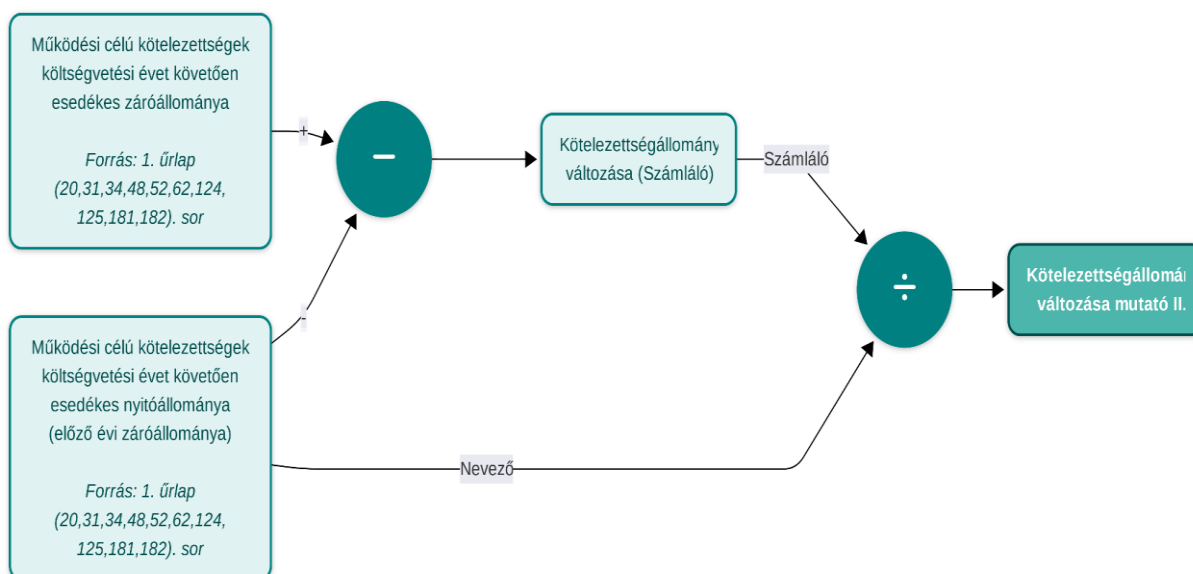 Működési célú kötelezettségek
költségvetési évet követően
esedékes záróállománya
Forrás: 1. űrlap
(20,31,34,48,52,62,124,
125,181,182). sor
+
−
Kötelezettségállomány
változása (Számláló)
Számláló
÷
Kötelezettségállomá
változása mutató II.
Működési célú kötelezettségek
költségvetési évet követően
esedékes nyitóállománya
(előző évi záróállománya)
Forrás: 1. űrlap
(20,31,34,48,52,62,124,
125,181,182). sor
-
Nevező